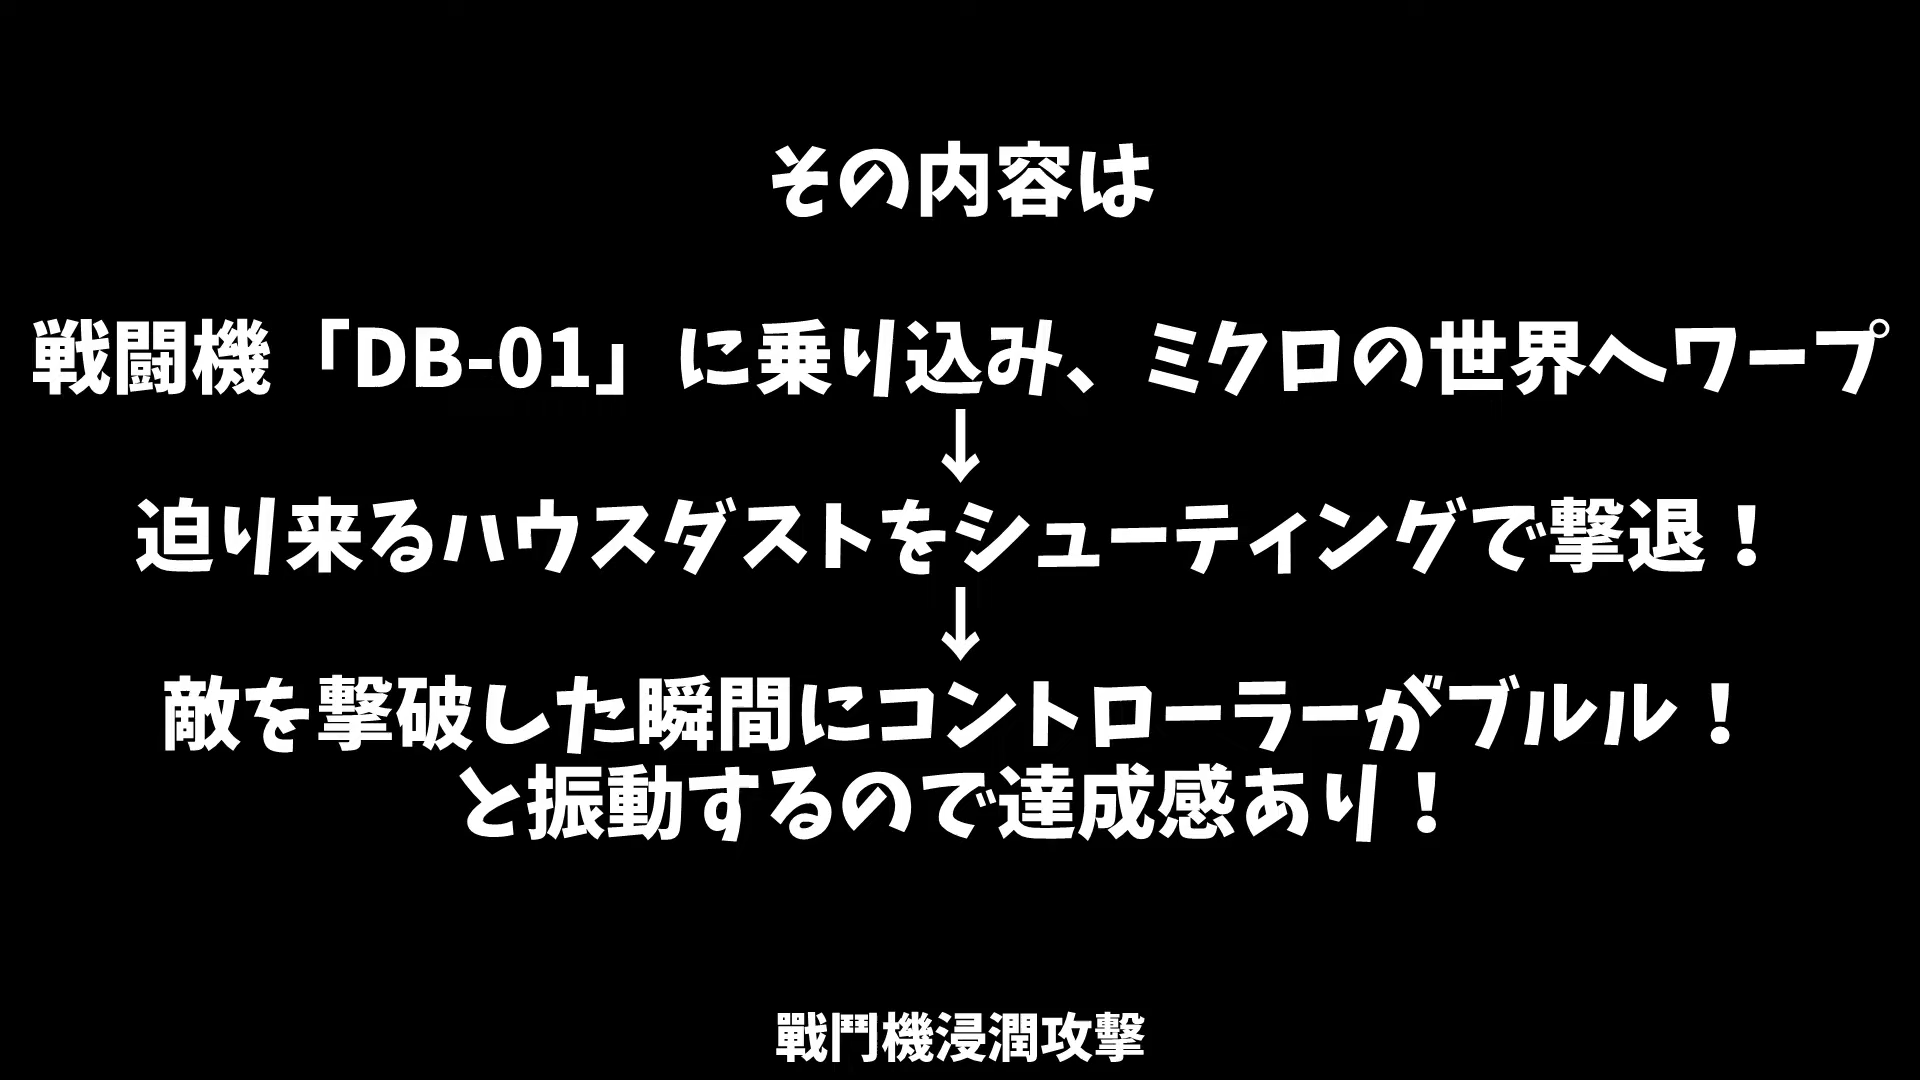 その内容は
戦闘機「DB-01」に乗り込み、ミクロの世界へワープ
↓
迫り来るハウスダストをシューティングで撃退！
↓
敵を撃破した瞬間にコントローラーがブルル！
と振動するので達成感あり！
戰鬥機浸潤攻撃